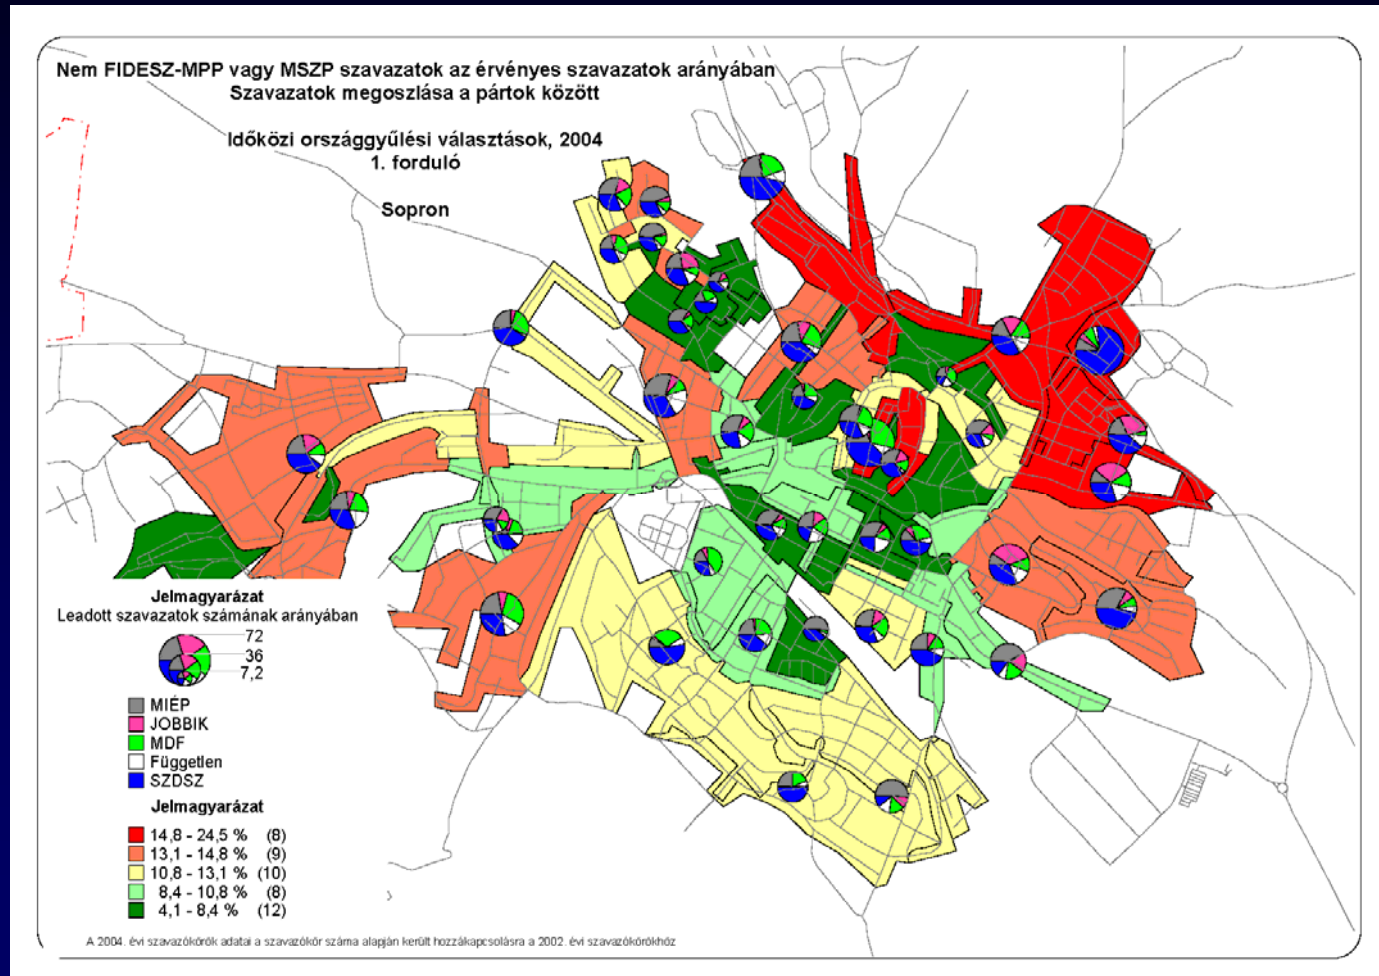 Nem FIDESZ-MPP vagy MSZP szavazatok az érvényes szavazatok arányában
Szavazatok megoszlása a pártok között
Időközi országgyűlési választások, 2004
1. forduló
Sopron
Jelmagyarázat
Leadott szavazatok számának arányában
72
36
7,2
MIÉP
JOBBIK
MDF
Független
SZDSZ
Jelmagyarázat
14,8 - 24,5 % (8)
13,1 - 14,8 % (9)
10,8 - 13,1 % (10)
8,4 - 10,8 % (8)
4,1 - 8,4 % (12)
A 2004. évi szavazókörök adatai a szavazókör száma alapján került hozzákapcsolásra a 2002. évi szavazókörökhöz